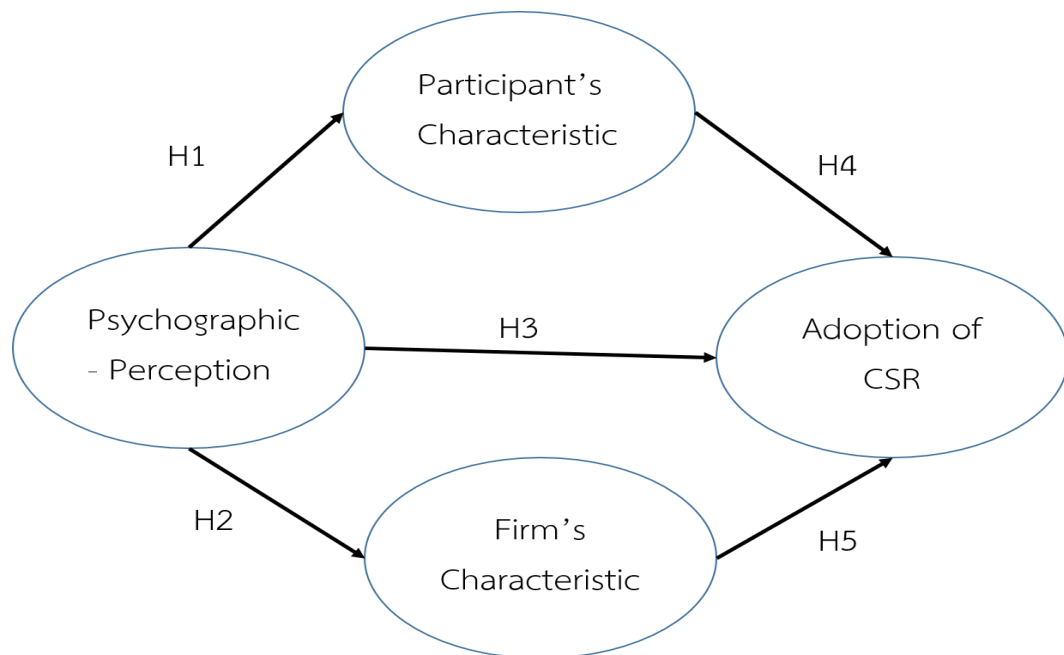 Participant’s
Characteristic
H1
H4
Psychographic
- Perception
H3
Adoption of
CSR
H2
Firm’s
Characteristic
H5